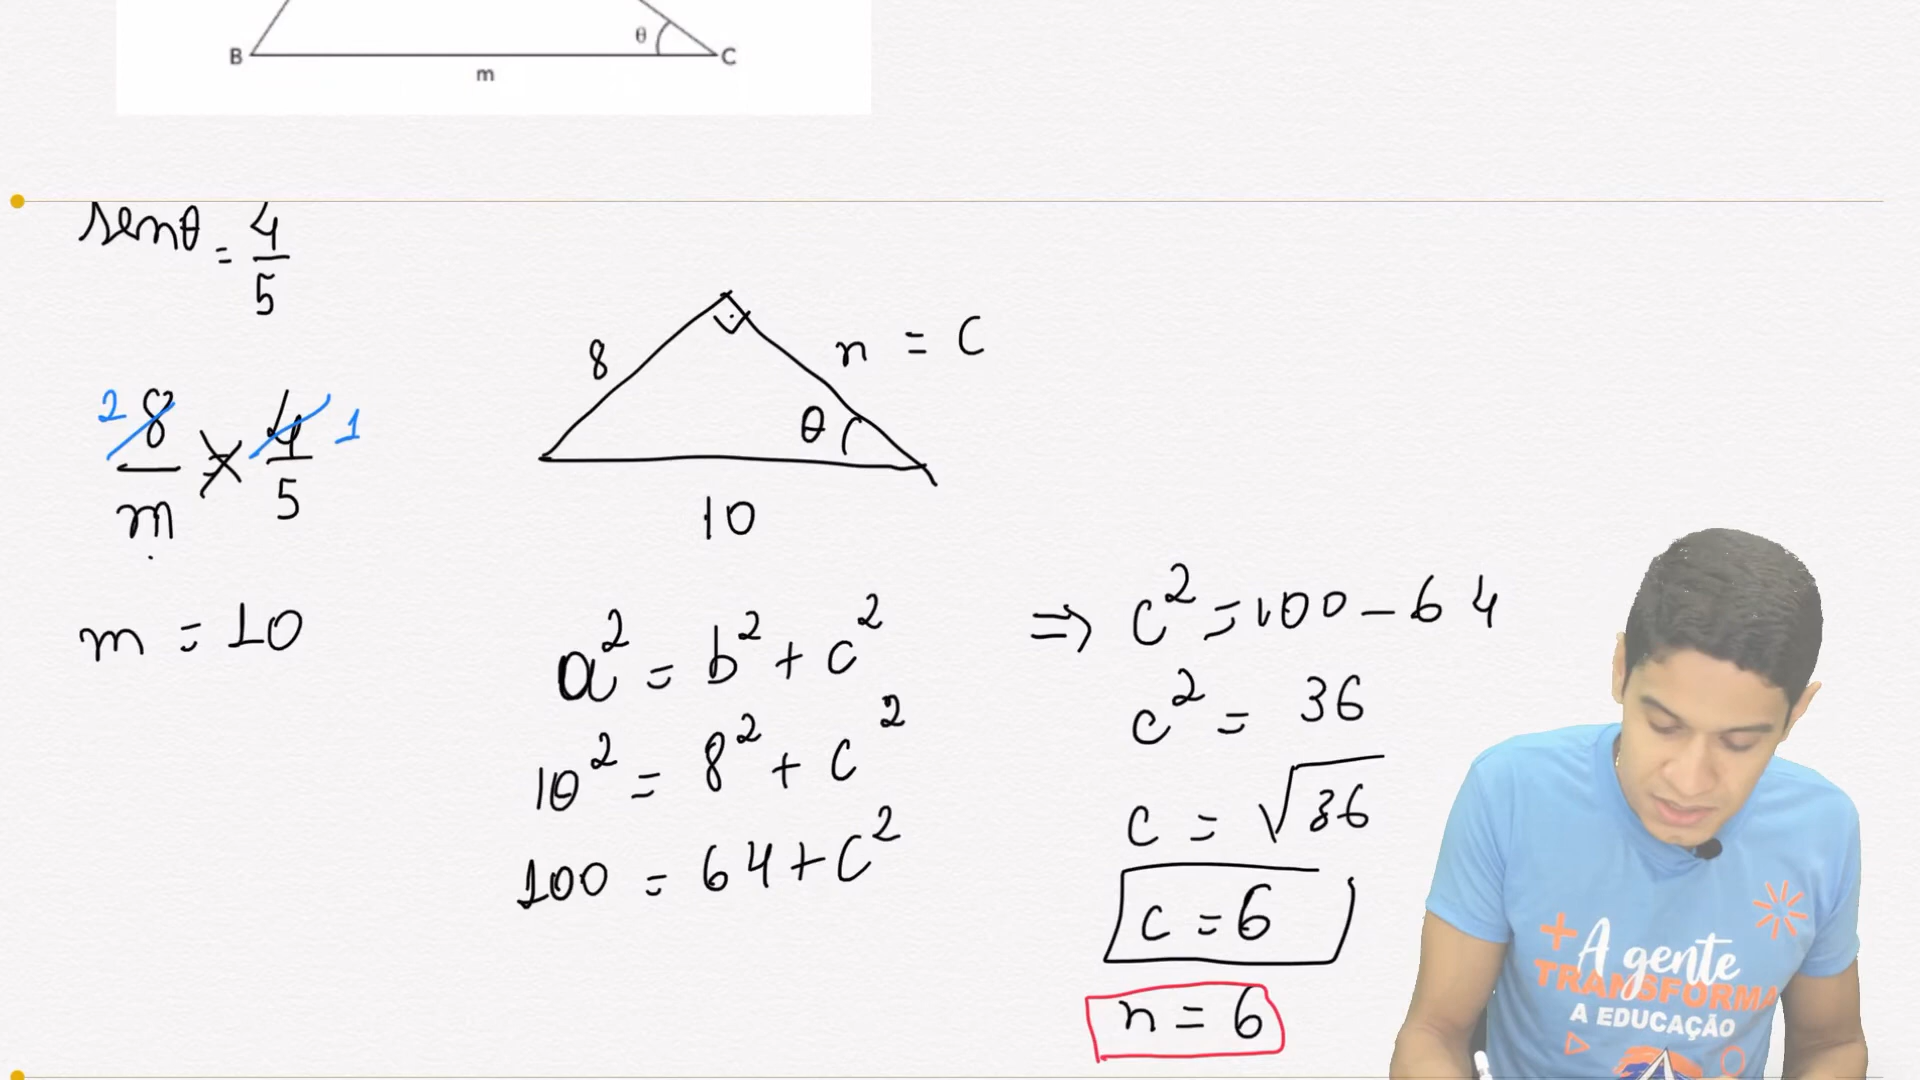 B
θ
C
m
senθ = 4/5
8/m = 4/5
2
1
m = 10
8
n = C
θ
10
a² = b² + c²
10² = 8² + c²
100 = 64 + c²
⇒ c² = 100 - 64
c² = 36
c = √36
c = 6
n = 6
A gente
TRANSFORMA
A EDUCAÇÃO